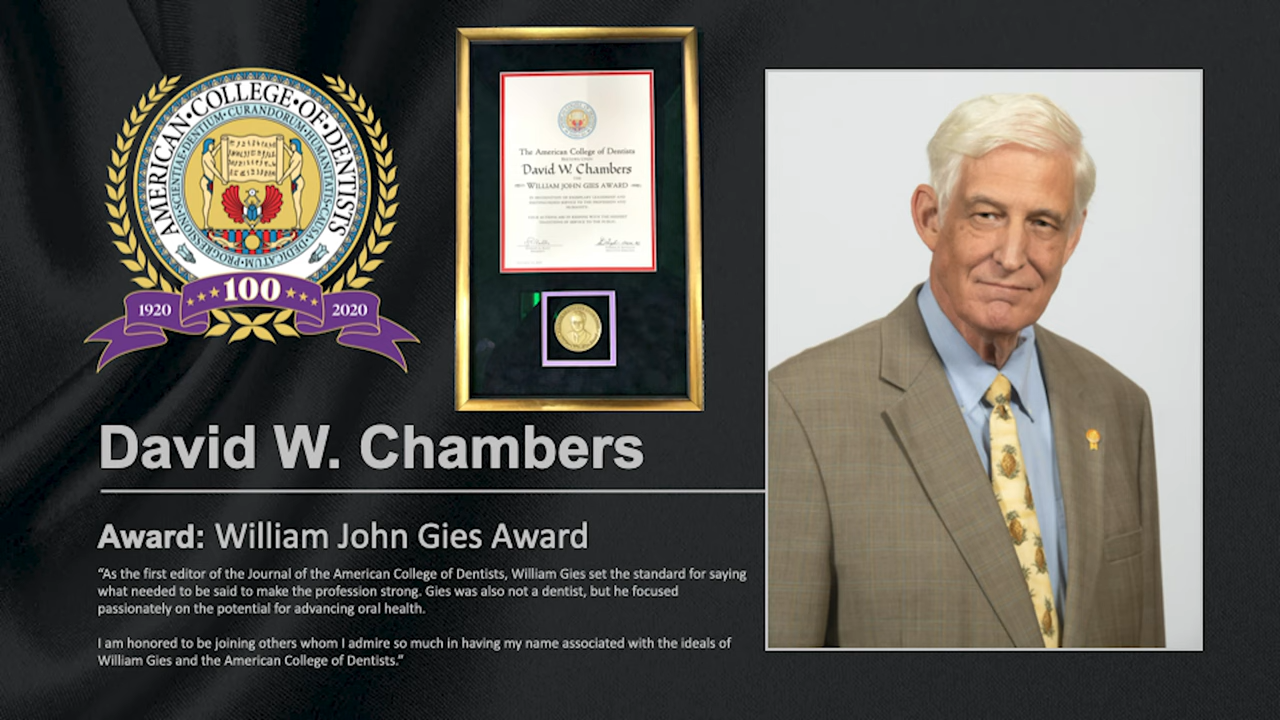 AMERICAN·COLLEGE·OF·DENTISTS
1920
100
2020
The American College of Dentists
David W. Chambers
WILLIAM JOHN GIES AWARD
David W. Chambers
Award: William John Gies Award
“As the first editor of the Journal of the American College of Dentists, William Gies set the standard for saying
what needed to be said to make the profession strong. Gies was also not a dentist, but he focused
passionately on the potential for advancing oral health.
I am honored to be joining others whom I admire so much in having my name associated with the ideals of
William Gies and the American College of Dentists.”